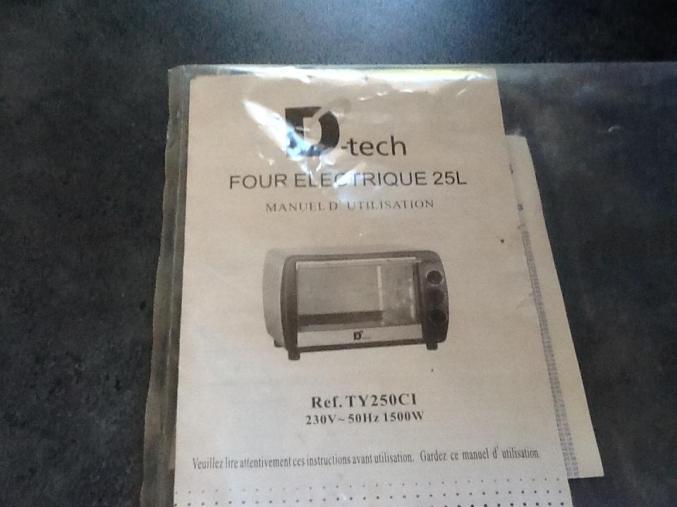 D-tech
FOUR ELECTRIQUE 25L
MANUEL D' UTILISATION
Ref. TY250CI
230V~50Hz 1500W
Veuillez lire attentivement ces instructions avant utilisation. Gardez ce manuel d' utilisation